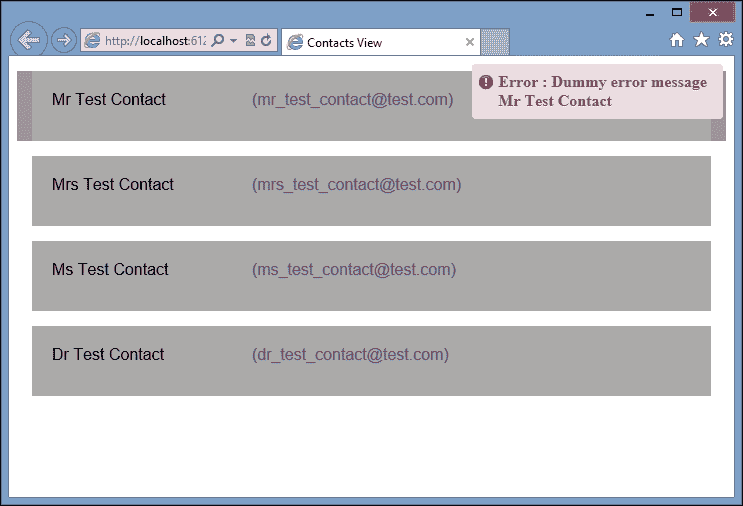 http://localhost:612
Contacts View
Error : Dummy error message
Mr Test Contact
Mr Test Contact (mr_test_contact@test.com)
Mrs Test Contact (mrs_test_contact@test.com)
Ms Test Contact (ms_test_contact@test.com)
Dr Test Contact (dr_test_contact@test.com)